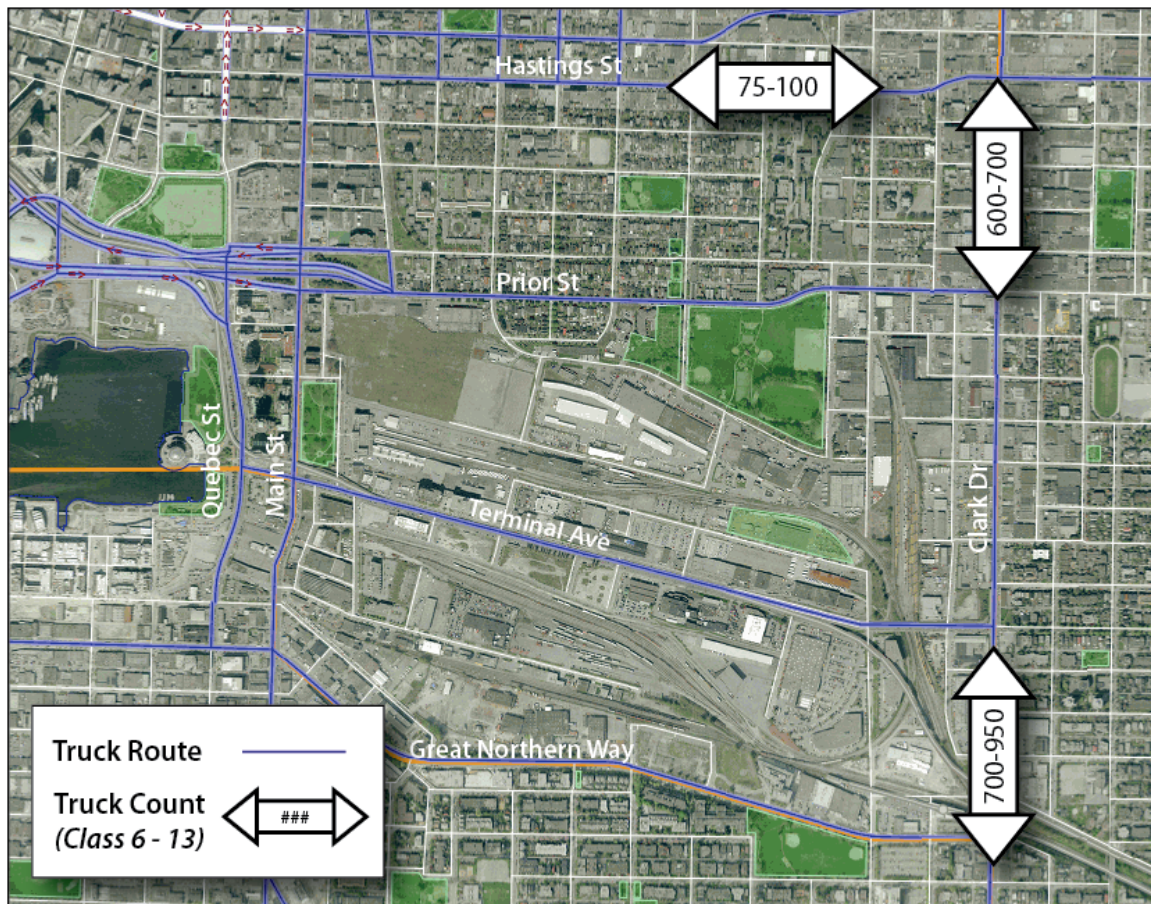 Hastings St
75-100
600-700
Prior St
Quebec St
Main St
Terminal Ave
Clark Dr
700-950
Great Northern Way
Truck Route
Truck Count
###
(Class 6 - 13)